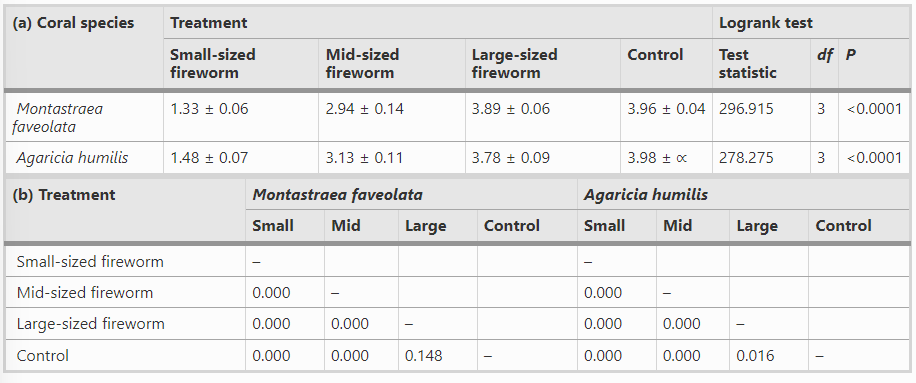 (a) Coral species Treatment Logrank test
Small-sized fireworm Mid-sized fireworm Large-sized fireworm Control Test statistic df P
Montastraea faveolata 1.33 ± 0.06 2.94 ± 0.14 3.89 ± 0.06 3.96 ± 0.04 296.915 3 <0.0001
Agaricia humilis 1.48 ± 0.07 3.13 ± 0.11 3.78 ± 0.09 3.98 ± ∝ 278.275 3 <0.0001
(b) Treatment Montastraea faveolata Agaricia humilis
Small Mid Large Control Small Mid Large Control
Small-sized fireworm – –
Mid-sized fireworm 0.000 – 0.000 –
Large-sized fireworm 0.000 0.000 – 0.000 0.000 –
Control 0.000 0.000 0.148 – 0.000 0.000 0.016 –